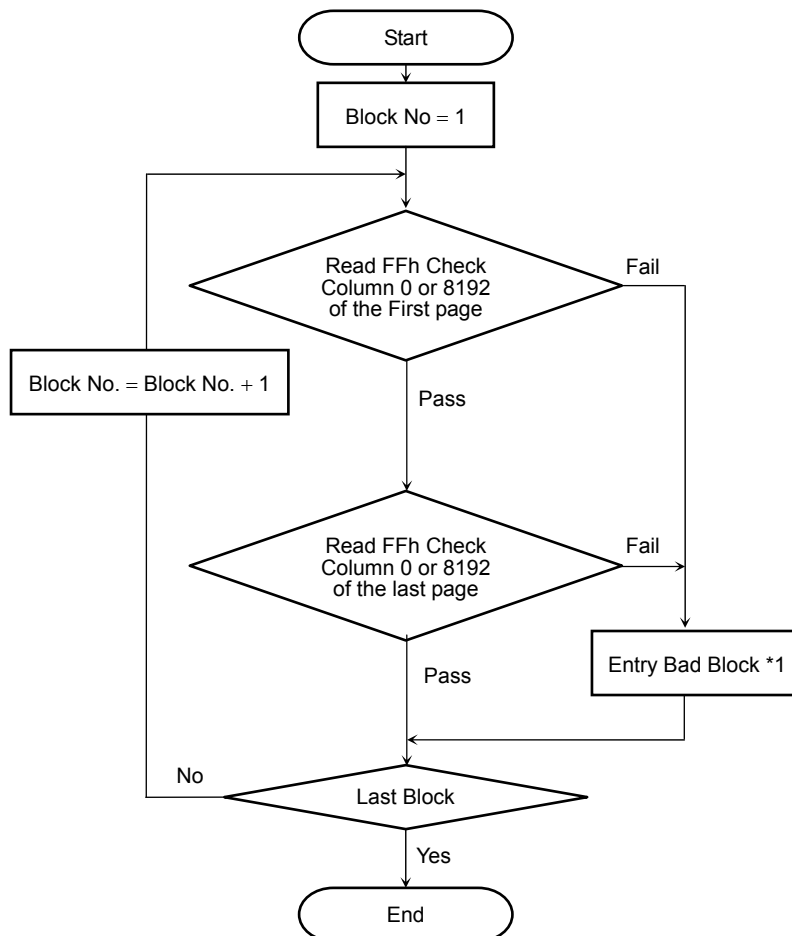 Start
Block No = 1
Read FFh Check
Column 0 or 8192
of the First page
Fail
Block No. = Block No. + 1
Pass
Read FFh Check
Column 0 or 8192
of the last page
Fail
Entry Bad Block *1
Pass
No
Last Block
Yes
End